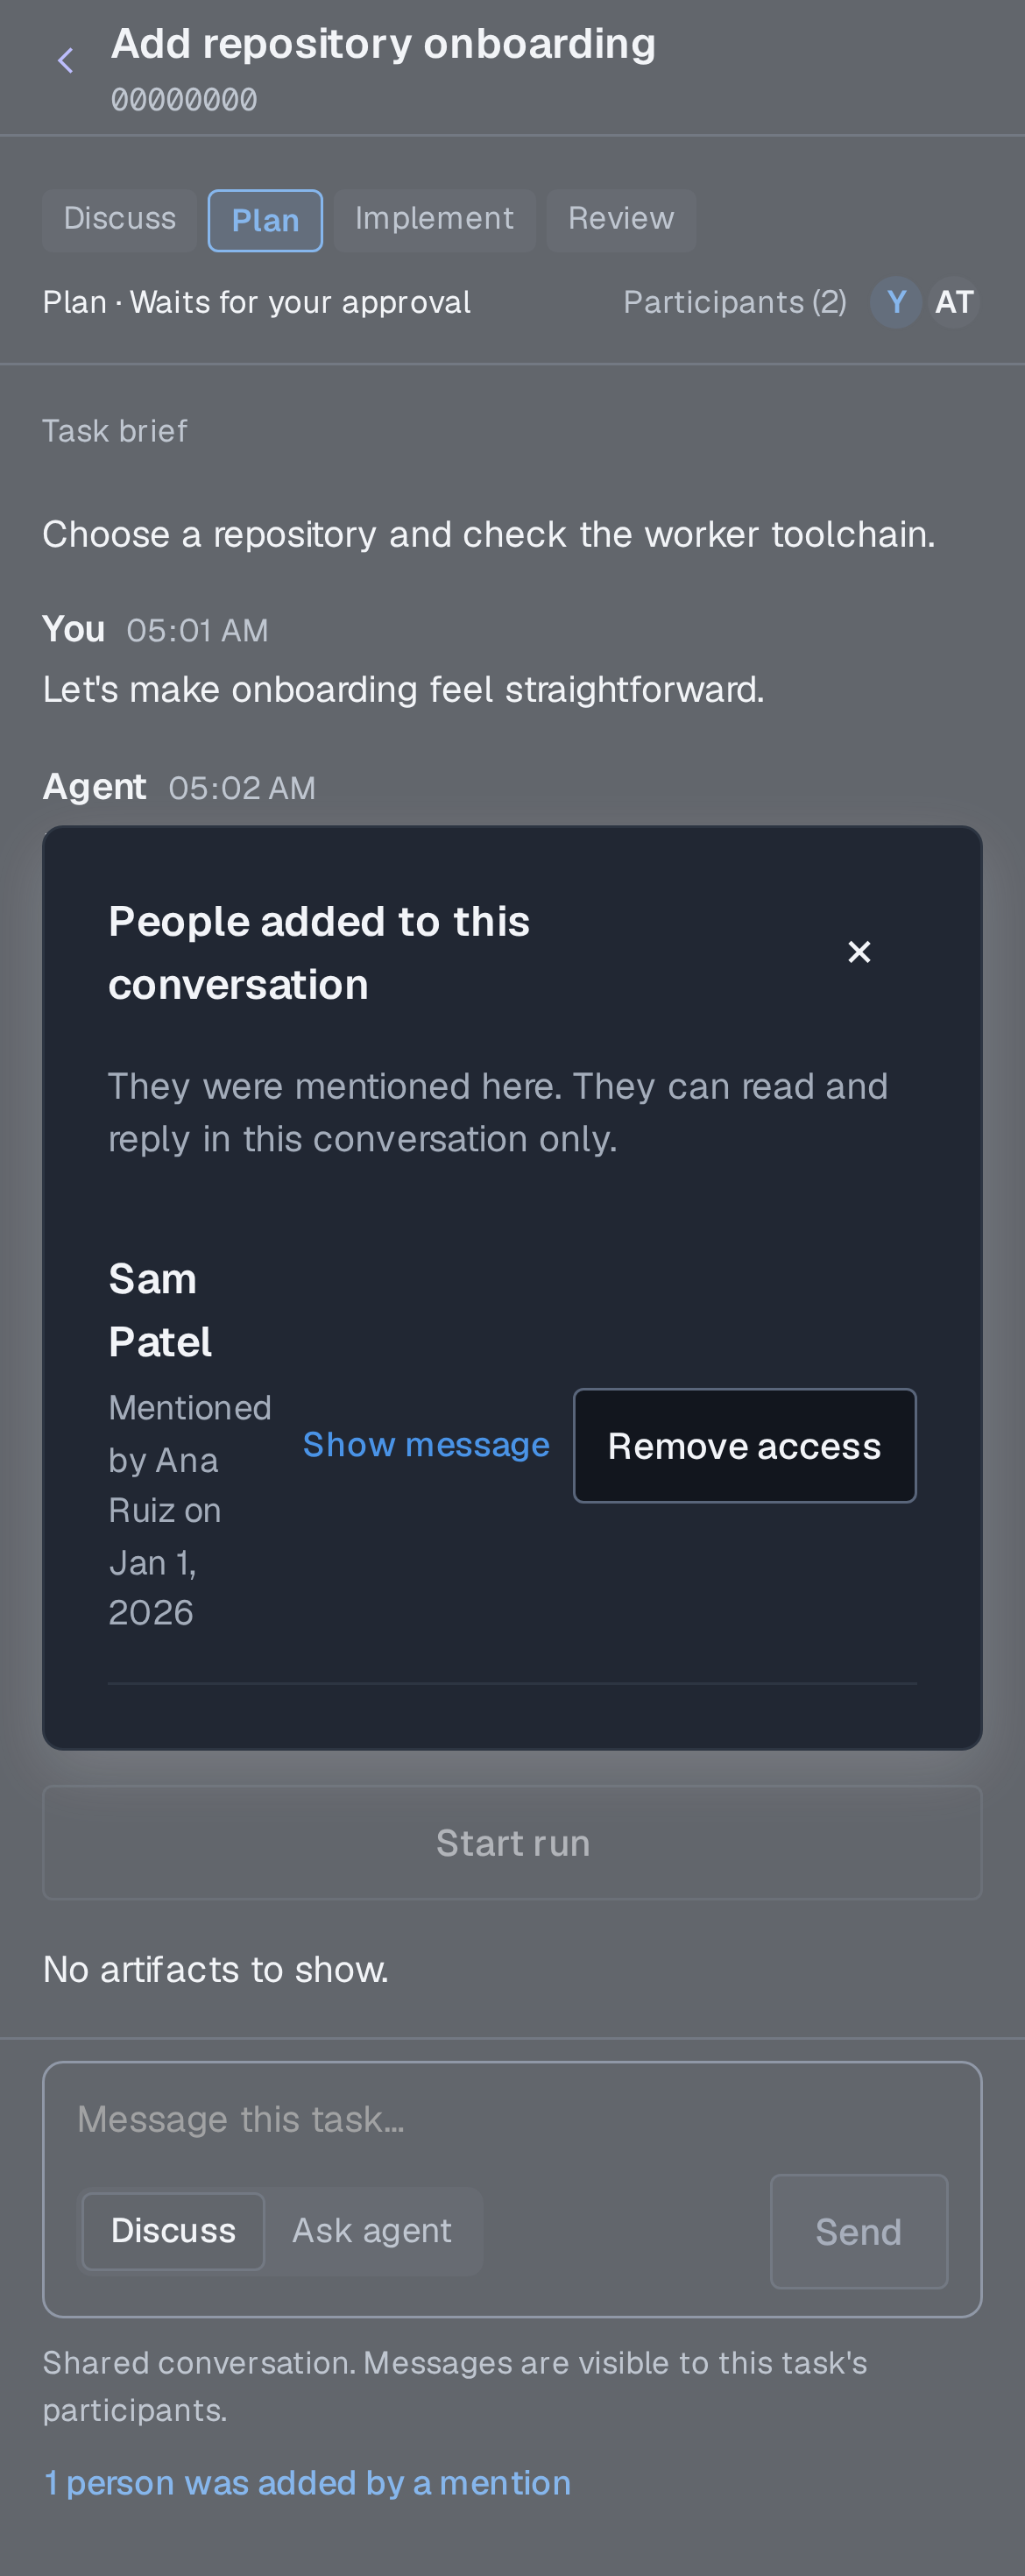 Add repository onboarding
00000000
Discuss Plan Implement Review
Plan · Waits for your approval Participants (2) Y AT
Task brief
Choose a repository and check the worker toolchain.
You 05:01 AM
Let's make onboarding feel straightforward.
Agent 05:02 AM
People added to this
conversation
They were mentioned here. They can read and
reply in this conversation only.
Sam
Patel
Mentioned
by Ana
Ruiz on
Jan 1,
2026
Show message Remove access
Start run
No artifacts to show.
Message this task…
Discuss Ask agent Send
Shared conversation. Messages are visible to this task's
participants.
1 person was added by a mention